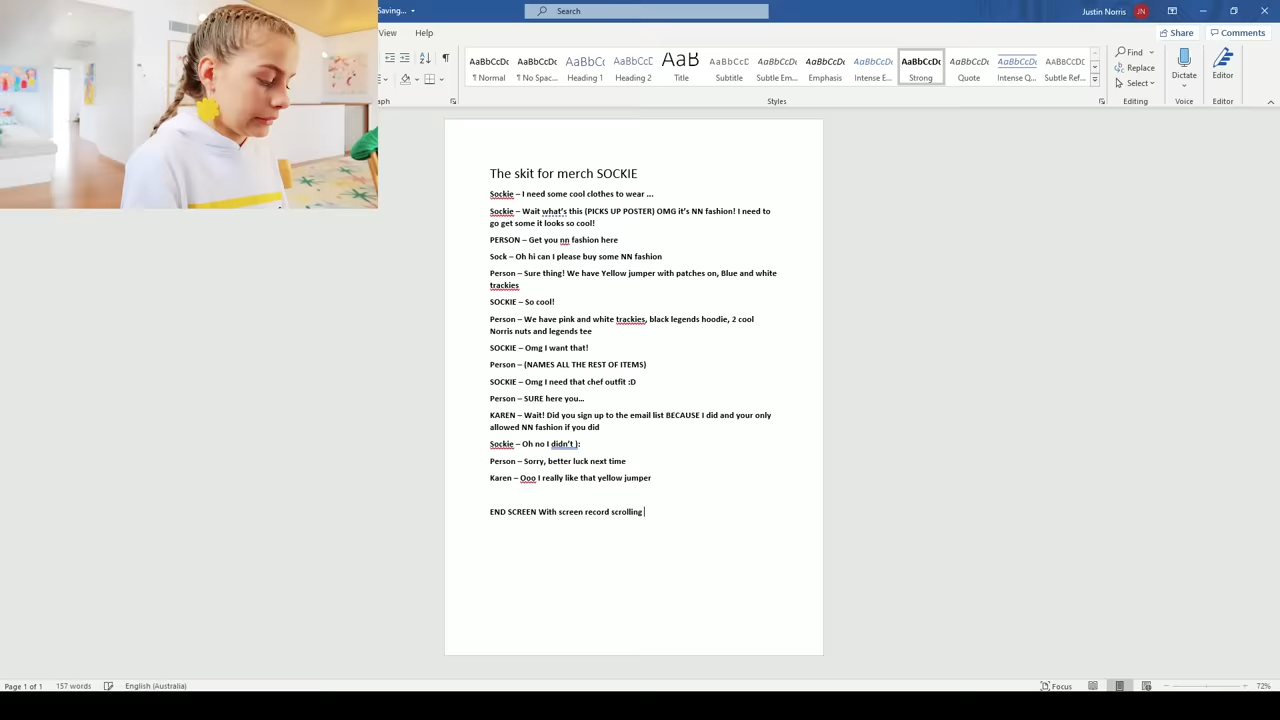 Saving...
Search
Justin Norris
JN
View
Help
Share
Comments
AaBbCcDc
AaBbCcDc
AaBbCc
AaBbCcC
AaB
AaBbCcD
AaBbCcDc
AaBbCcDc
AaBbCcDc
AaBbCcDc
AaBbCcDc
AaBbCcDc
AaBbCcDc
¶ Normal
¶ No Spac...
Heading 1
Heading 2
Title
Subtitle
Subtle Em...
Emphasis
Intense E...
Strong
Quote
Intense Q...
Subtle Ref...
Find
Replace
Select
Dictate
Editor
aph
Styles
Editing
Voice
Editor
The skit for merch SOCKIE
Sockie – I need some cool clothes to wear ...
Sockie – Wait what's this (PICKS UP POSTER) OMG it's NN fashion! I need to
go get some it looks so cool!
PERSON – Get you nn fashion here
Sock – Oh hi can I please buy some NN fashion
Person – Sure thing! We have Yellow jumper with patches on, Blue and white
trackies
SOCKIE – So cool!
Person – We have pink and white trackies, black legends hoodie, 2 cool
Norris nuts and legends tee
SOCKIE – Omg I want that!
Person – (NAMES ALL THE REST OF ITEMS)
SOCKIE – Omg I need that chef outfit :D
Person – SURE here you...
KAREN – Wait! Did you sign up to the email list BECAUSE I did and your only
allowed NN fashion if you did
Sockie – Oh no I didn't ):
Person – Sorry, better luck next time
Karen – Ooo I really like that yellow jumper
END SCREEN With screen record scrolling
Page 1 of 1
157 words
English (Australia)
Focus
72%